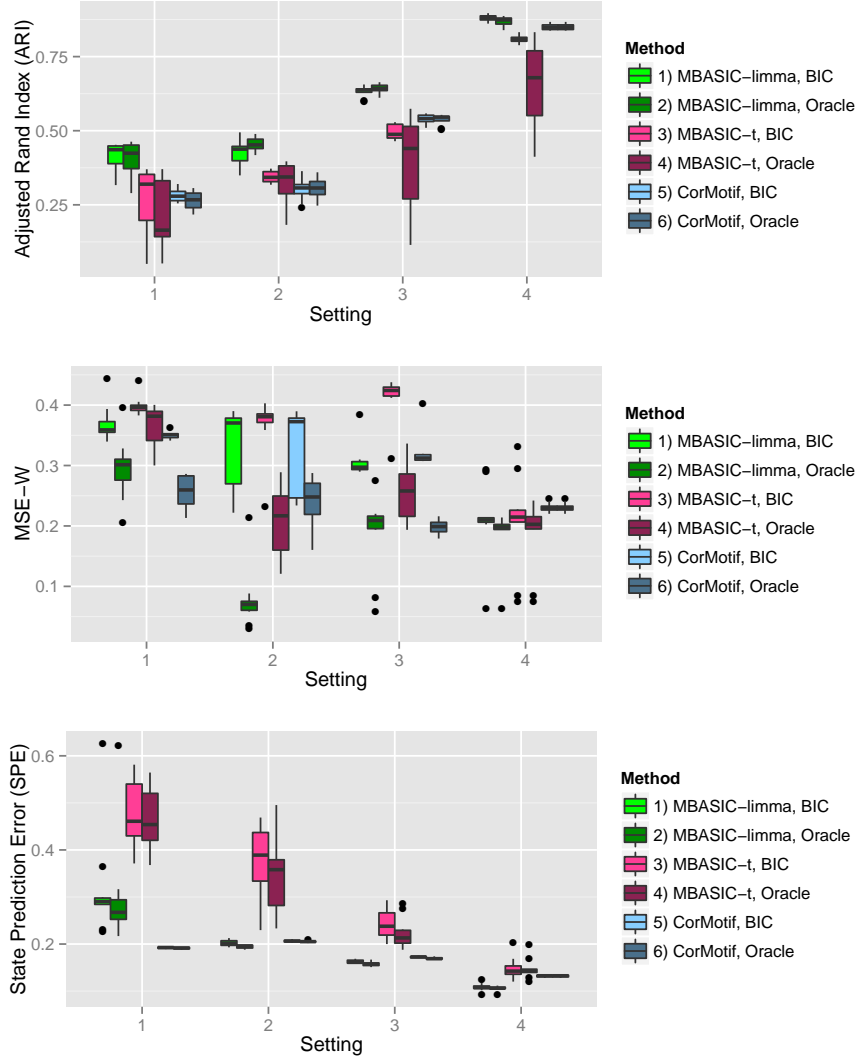 Adjusted Rand Index (ARI)
0.75
0.50
0.25
1 2 3 4
Setting
Method
1) MBASIC−limma, BIC
2) MBASIC−limma, Oracle
3) MBASIC−t, BIC
4) MBASIC−t, Oracle
5) CorMotif, BIC
6) CorMotif, Oracle
MSE−W
0.4
0.3
0.2
0.1
1 2 3 4
Setting
Method
1) MBASIC−limma, BIC
2) MBASIC−limma, Oracle
3) MBASIC−t, BIC
4) MBASIC−t, Oracle
5) CorMotif, BIC
6) CorMotif, Oracle
State Prediction Error (SPE)
0.6
0.4
0.2
1 2 3 4
Setting
Method
1) MBASIC−limma, BIC
2) MBASIC−limma, Oracle
3) MBASIC−t, BIC
4) MBASIC−t, Oracle
5) CorMotif, BIC
6) CorMotif, Oracle